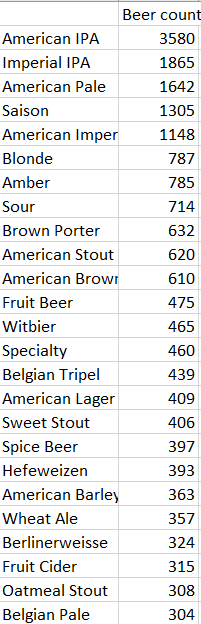 Beer count
American IPA 3580
Imperial IPA 1865
American Pale 1642
Saison 1305
American Imper 1148
Blonde 787
Amber 785
Sour 714
Brown Porter 632
American Stout 620
American Brown 610
Fruit Beer 475
Witbier 465
Specialty 460
Belgian Tripel 439
American Lager 409
Sweet Stout 406
Spice Beer 397
Hefeweizen 393
American Barley 363
Wheat Ale 357
Berlinerweisse 324
Fruit Cider 315
Oatmeal Stout 308
Belgian Pale 304